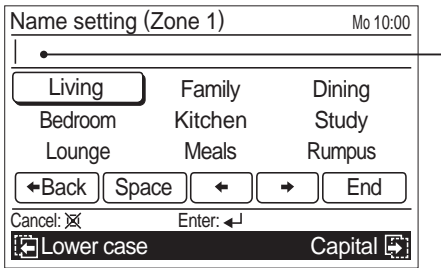 Name setting (Zone 1) Mo 10:00
Living Family Dining
Bedroom Kitchen Study
Lounge Meals Rumpus
←Back Space ← → End
Cancel: Enter: ↵
Lower case Capital